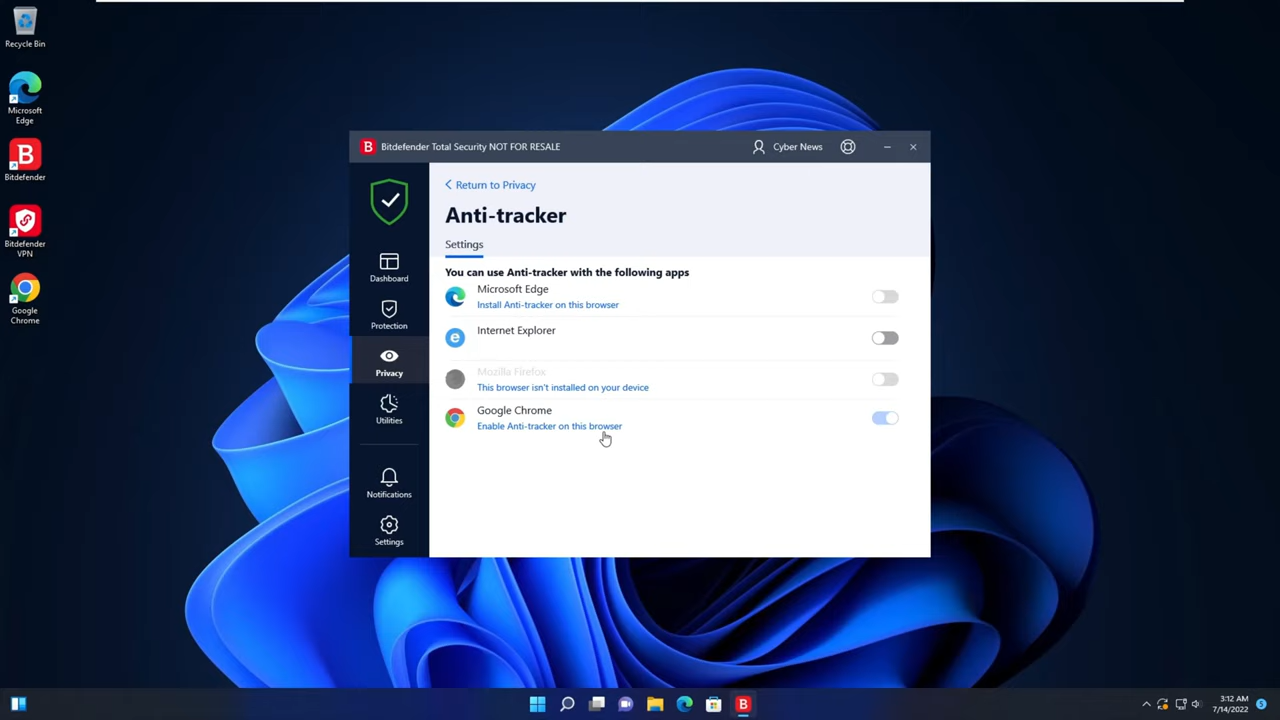 Recycle Bin
Microsoft
Edge
Bitdefender
Bitdefender
VPN
Google
Chrome
B Bitdefender Total Security NOT FOR RESALE
Cyber News
Return to Privacy
Anti-tracker
Settings
You can use Anti-tracker with the following apps
Microsoft Edge
Install Anti-tracker on this browser
Internet Explorer
Mozilla Firefox
This browser isn't installed on your device
Google Chrome
Enable Anti-tracker on this browser
Dashboard
Protection
Privacy
Utilities
Notifications
Settings
3:12 AM
7/14/2022